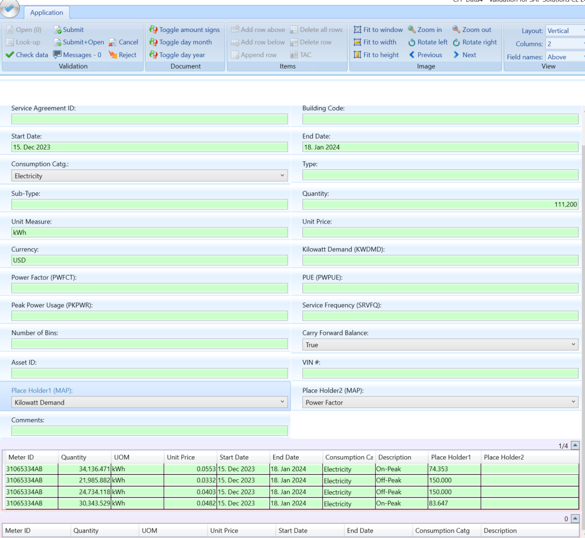 Application
Open (0) Submit Toggle amount signs Add row above Delete all rows Fit to window Zoom in Zoom out Layout: Vertical
Look-up Submit+Open Cancel Toggle day month Add row below Delete row Fit to width Rotate left Rotate right Columns: 2
Check data Messages - 0 Reject Toggle day year Append row TAC Fit to height Previous Next Field names: Above
Validation Document Items Image View
Service Agreement ID: Building Code:
Start Date: End Date:
15. Dec 2023 18. Jan 2024
Consumption Catg.: Type:
Electricity
Sub-Type: Quantity:
111,200
Unit Measure: Unit Price:
kWh
Currency: Kilowatt Demand (KWDMD):
USD
Power Factor (PWFCT): PUE (PWPUE):
Peak Power Usage (PKPWR): Service Frequency (SRVFQ):
Number of Bins: Carry Forward Balance:
True
Asset ID: VIN #:
Place Holder1 (MAP): Place Holder2 (MAP):
Kilowatt Demand Power Factor
Comments:
1/4
Meter ID Quantity UOM Unit Price Start Date End Date Consumption Ca Description Place Holder1 Place Holder2
31065334AB 34,136.471 kWh 0.0553 15. Dec 2023 18. Jan 2024 Electricity On-Peak 74.353
31065334AB 21,985.882 kWh 0.0332 15. Dec 2023 18. Jan 2024 Electricity Off-Peak 150.000
31065334AB 24,734.118 kWh 0.0403 15. Dec 2023 18. Jan 2024 Electricity Off-Peak 150.000
31065334AB 30,343.529 kWh 0.0482 15. Dec 2023 18. Jan 2024 Electricity On-Peak 83.647
0
Meter ID Quantity UOM Unit Price Start Date End Date Consumption Catg Description